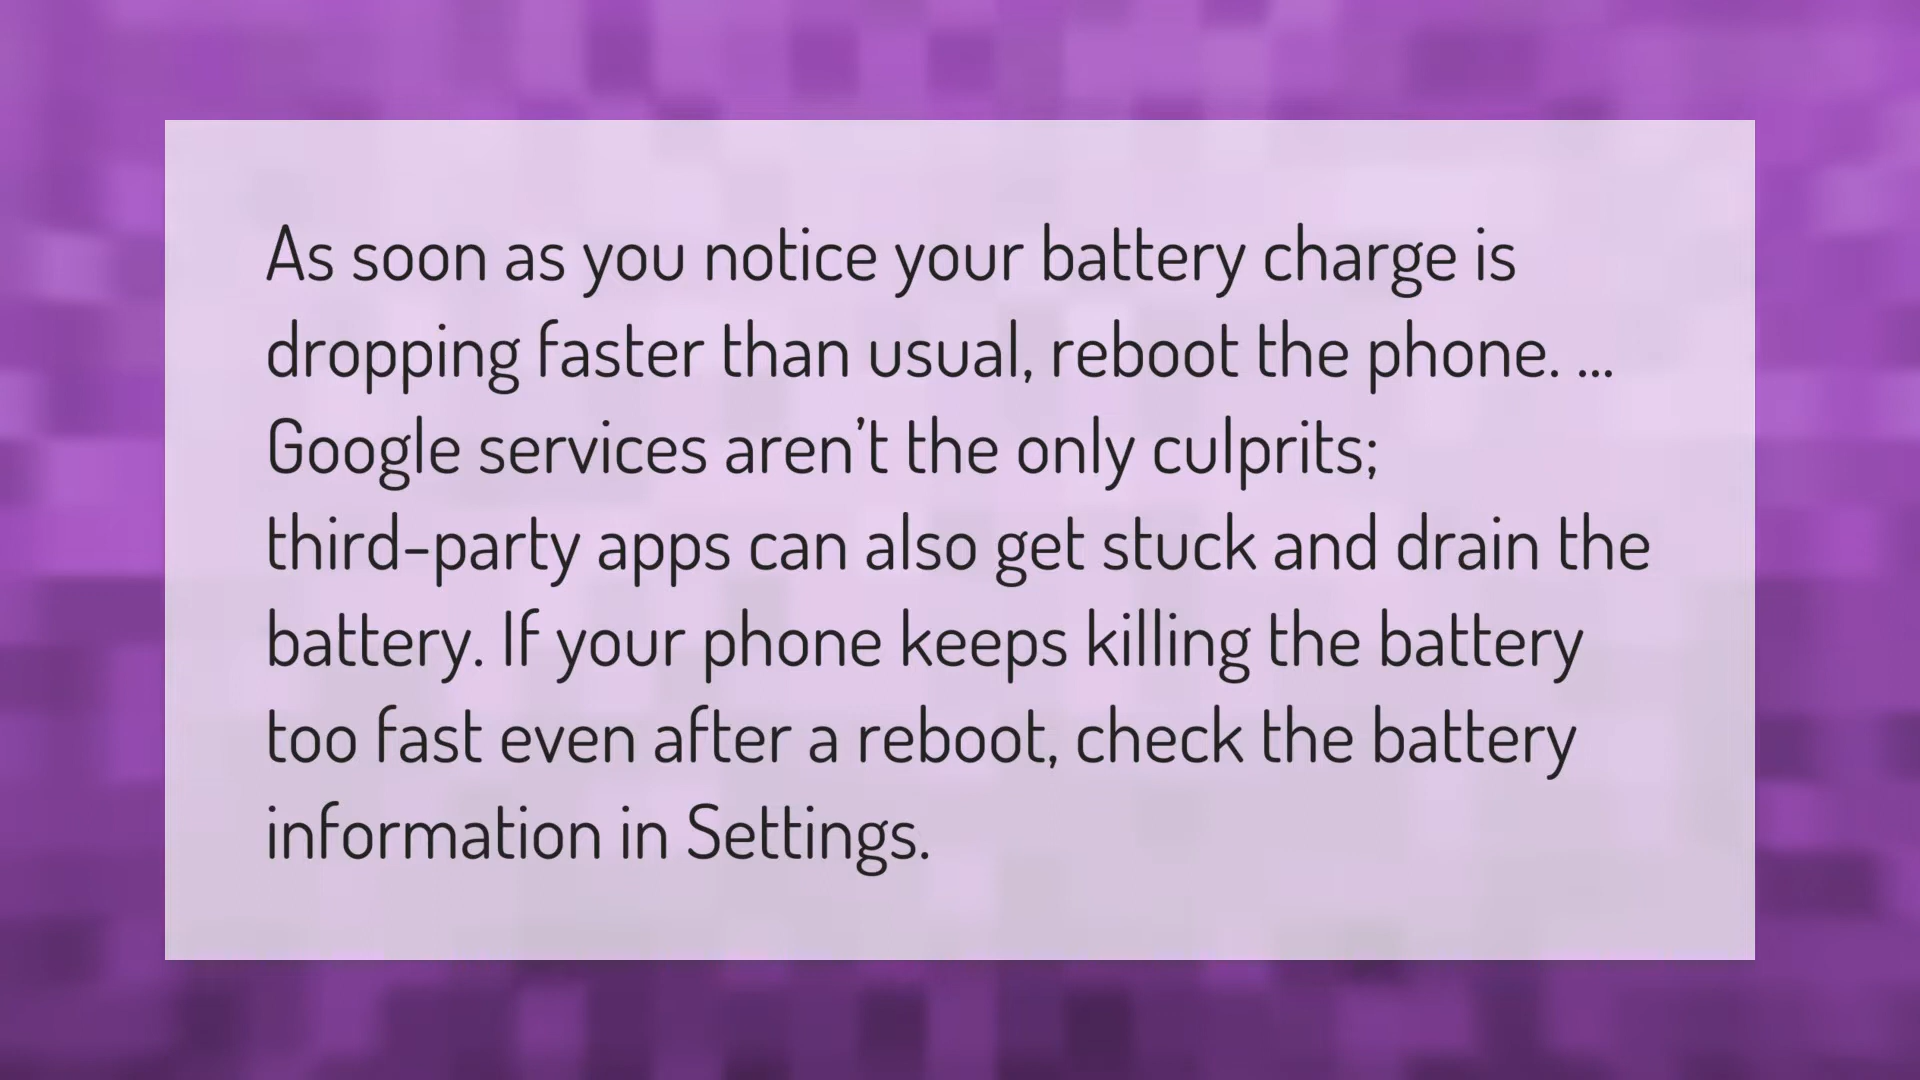 As soon as you notice your battery charge is
dropping faster than usual, reboot the phone. ...
Google services aren’t the only culprits;
third-party apps can also get stuck and drain the
battery. If your phone keeps killing the battery
too fast even after a reboot, check the battery
information in Settings.